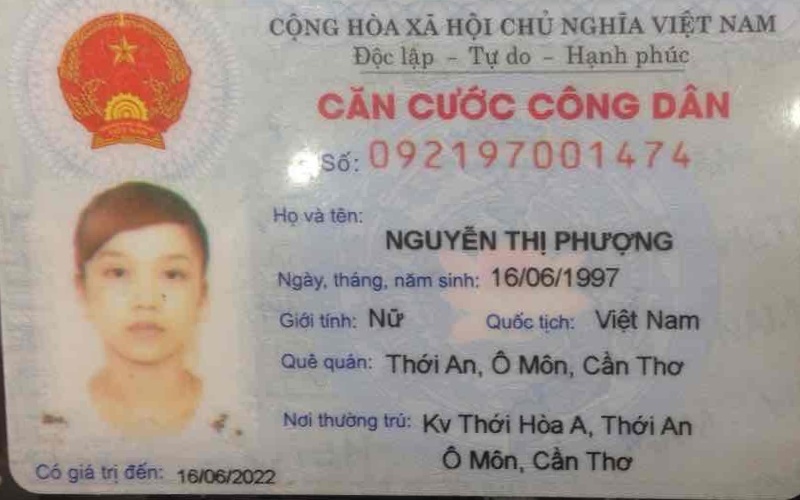 CỘNG HÒA XÃ HỘI CHỦ NGHĨA VIỆT NAM
Độc lập - Tự do - Hạnh phúc
CĂN CƯỚC CÔNG DÂN
Số: 092197001474
Họ và tên:
NGUYỄN THỊ PHƯỢNG
Ngày, tháng, năm sinh: 16/06/1997
Giới tính: Nữ Quốc tịch: Việt Nam
Quê quán: Thới An, Ô Môn, Cần Thơ
Nơi thường trú: Kv Thới Hòa A, Thới An
Ô Môn, Cần Thơ
Có giá trị đến: 16/06/2022